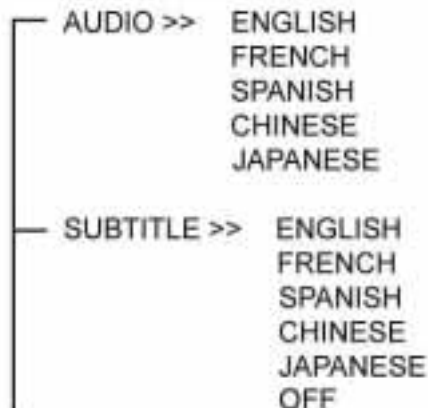 AUDIO >> ENGLISH
FRENCH
SPANISH
CHINESE
JAPANESE
SUBTITLE >> ENGLISH
FRENCH
SPANISH
CHINESE
JAPANESE
OFF